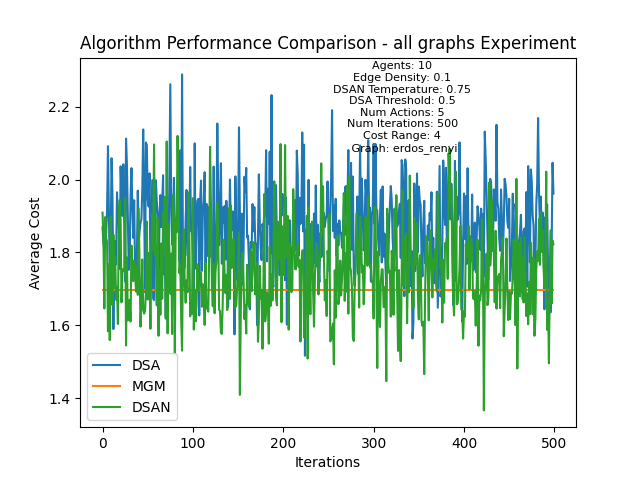 Algorithm Performance Comparison - all graphs Experiment
Agents: 10
Edge Density: 0.1
DSAN Temperature: 0.75
DSA Threshold: 0.5
Num Actions: 5
Num Iterations: 500
Cost Range: 4
Graph: erdos_renyi
Average Cost
2.2
2.0
1.8
1.6
1.4
DSA
MGM
DSAN
0
100
200
300
400
500
Iterations